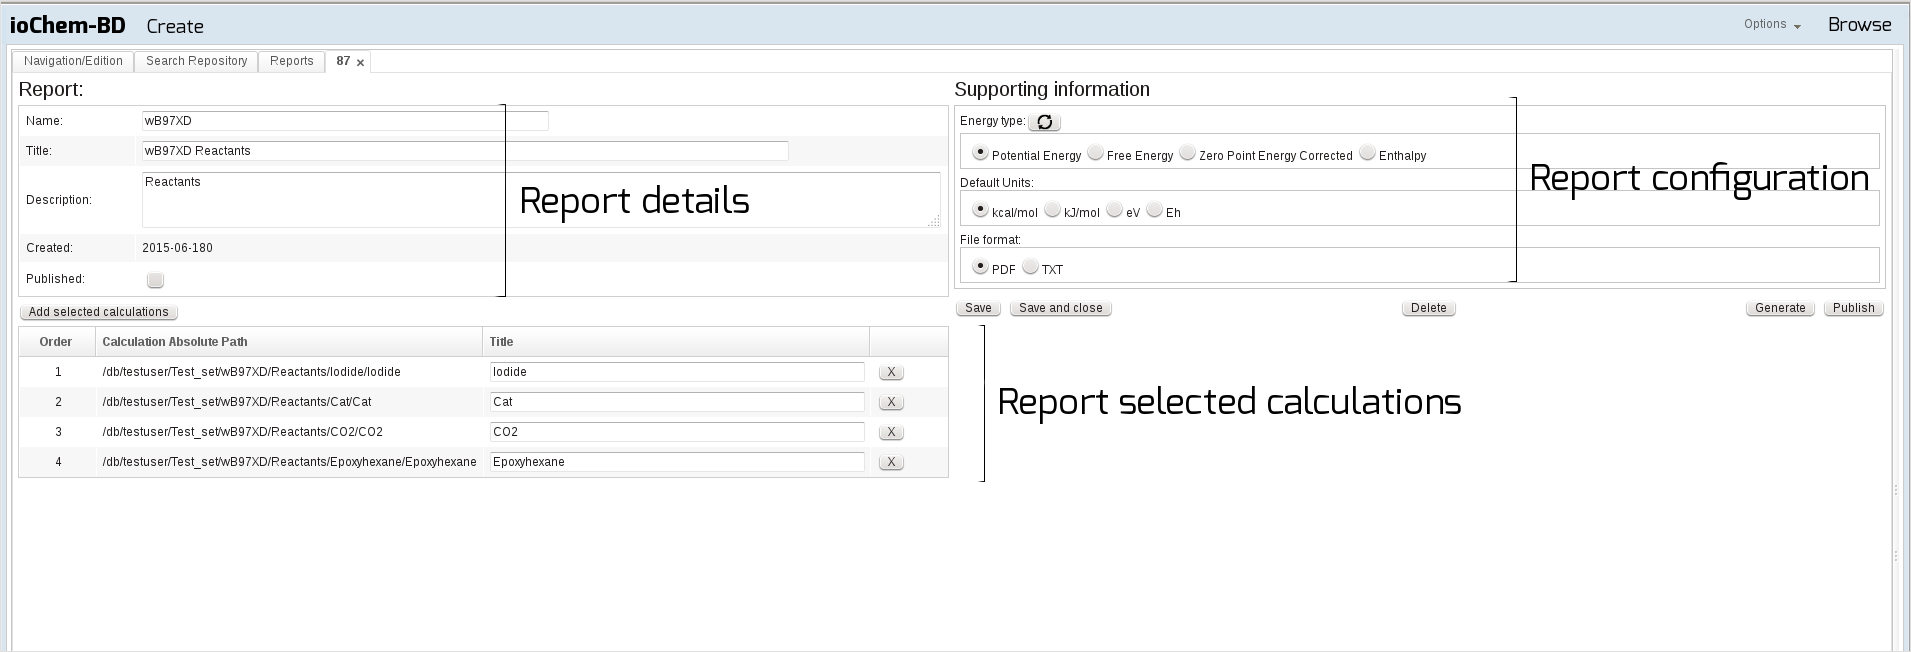 ioChem-BD Create Options Browse
Navigation/Edition Search Repository Reports 87 x
Report:
Name: wB97XD
Title: wB97XD Reactants
Description: Reactants
Created: 2015-06-180
Published:
Report details
Add selected calculations
Order Calculation Absolute Path Title
1 /db/testuser/Test_set/wB97XD/Reactants/Iodide/Iodide Iodide X
2 /db/testuser/Test_set/wB97XD/Reactants/Cat/Cat Cat X
3 /db/testuser/Test_set/wB97XD/Reactants/CO2/CO2 CO2 X
4 /db/testuser/Test_set/wB97XD/Reactants/Epoxyhexane/Epoxyhexane Epoxyhexane X
Supporting information
Energy type:
Potential Energy Free Energy Zero Point Energy Corrected Enthalpy
Default Units:
kcal/mol kJ/mol eV Eh
File format:
PDF TXT
Report configuration
Save Save and close Delete Generate Publish
Report selected calculations